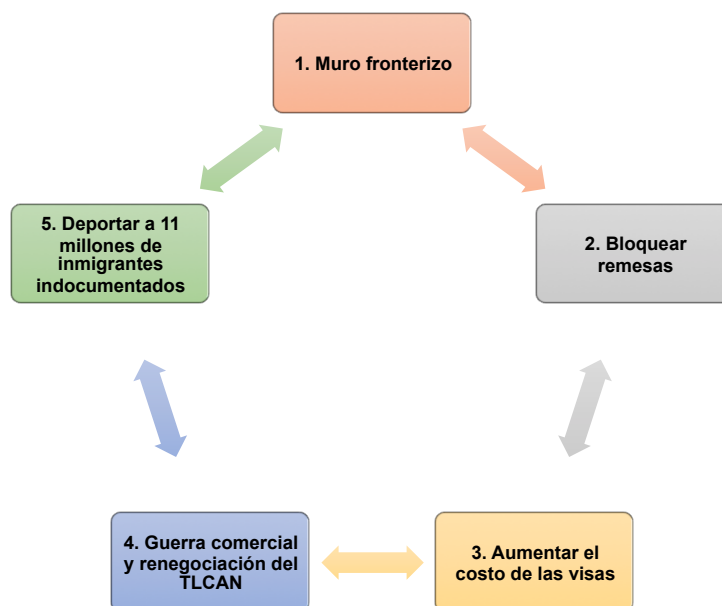 1. Muro fronterizo
2. Bloquear
remesas
3. Aumentar el
costo de las visas
4. Guerra comercial
y renegociación del
TLCAN
5. Deportar a 11
millones de
inmigrantes
indocumentados